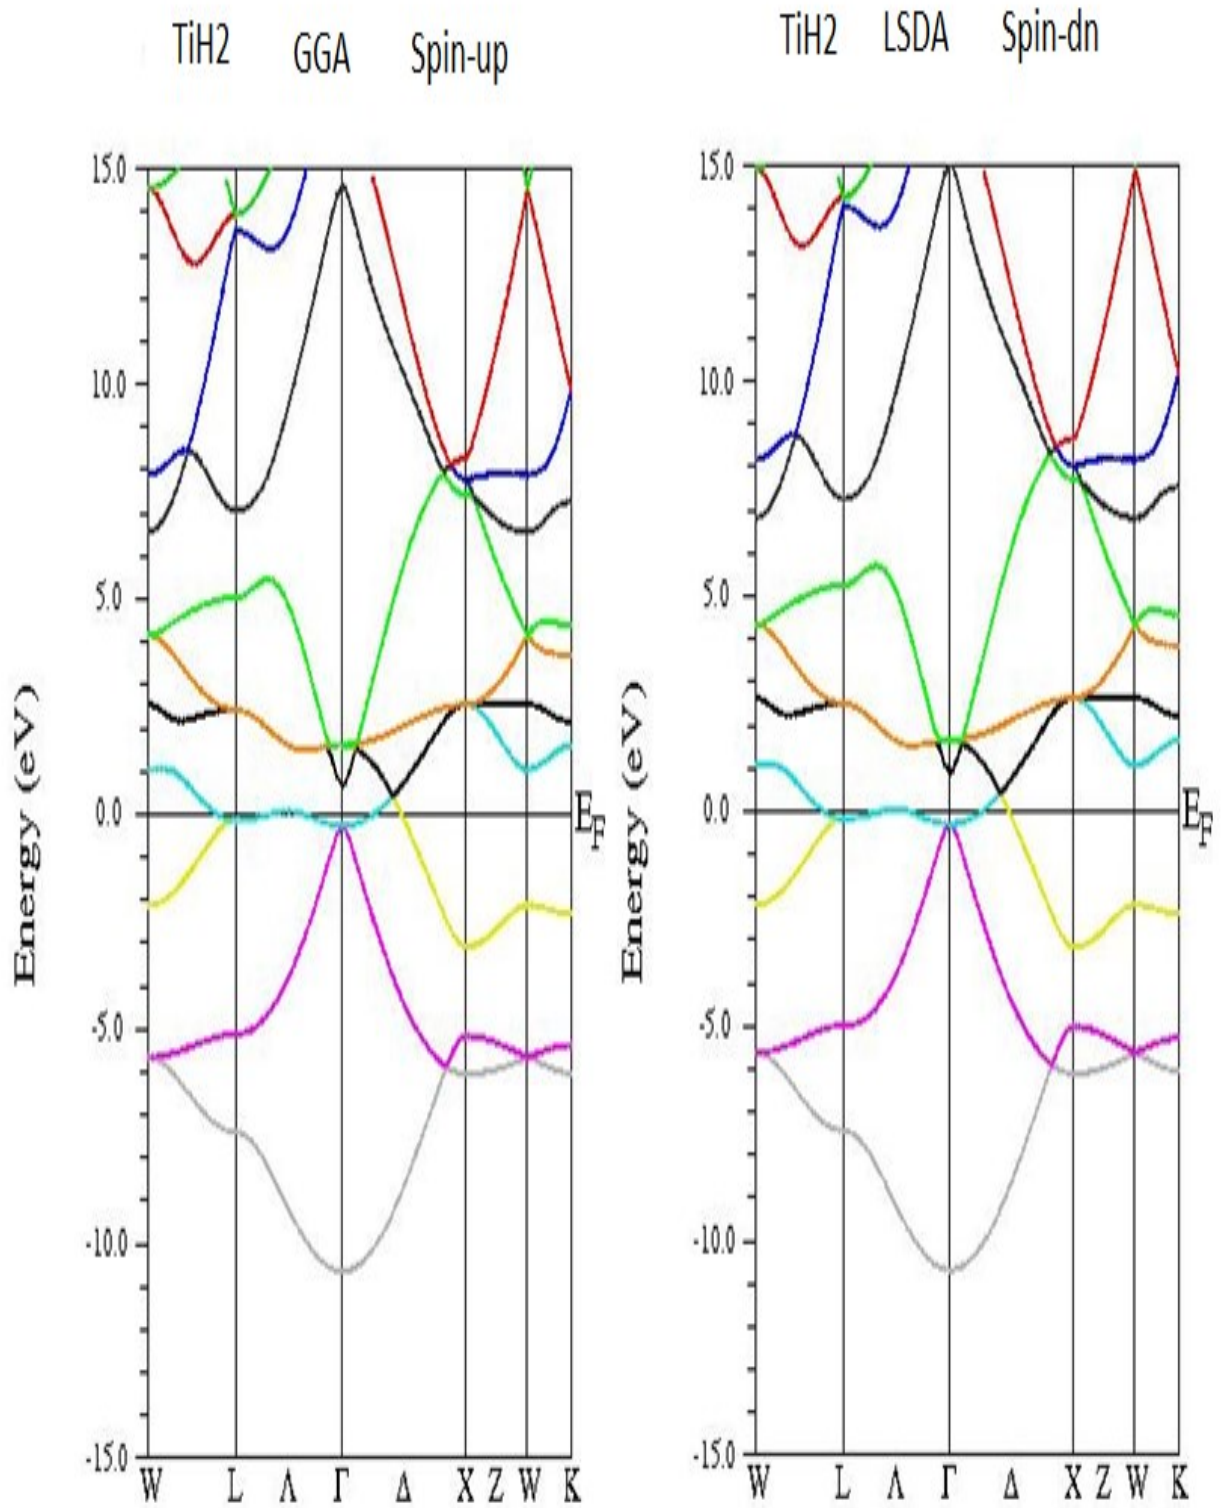 TiH2 GGA Spin-up
Energy (eV)
15.0
10.0
5.0
0.0
-5.0
-10.0
-15.0
W L Λ Γ Δ X Z W K
EF
TiH2 LSDA Spin-dn
Energy (eV)
15.0
10.0
5.0
0.0
-5.0
-10.0
-15.0
W L Λ Γ Δ X Z W K
EF